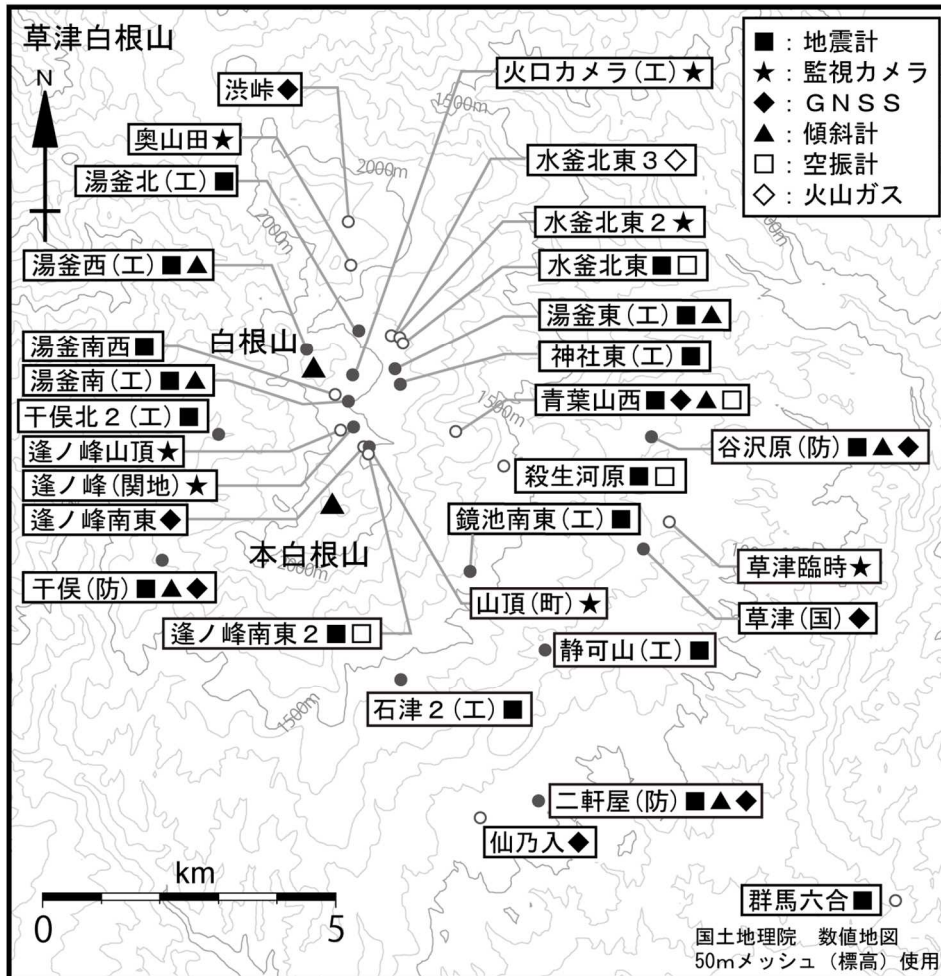 草津白根山
N
■：地震計
★：監視カメラ
◆：GNSS
▲：傾斜計
□：空振計
◇：火山ガス
火口カメラ(工)★
渋峠◆
1500m
奥山田★
2000m
水釜北東3◇
湯釜北(工)■
水釜北東2★
2000m
湯釜西(工)■▲
水釜北東■□
湯釜東(工)■▲
白根山
湯釜南西■
神社東(工)■
湯釜南(工)■▲
青葉山西■◆▲□
1500m
干俣北2(工)■
谷沢原(防)■▲◆
逢ノ峰山頂★
殺生河原■□
逢ノ峰(関地)★
鏡池南東(工)■
逢ノ峰南東◆
本白根山
2000m
草津臨時★
干俣(防)■▲◆
山頂(町)★
草津(国)◆
逢ノ峰南東2■□
静可山(工)■
1500m
石津2(工)■
二軒屋(防)■▲◆
仙乃入◆
km
0 5
群馬六合■
国土地理院 数値地図
50mメッシュ（標高）使用